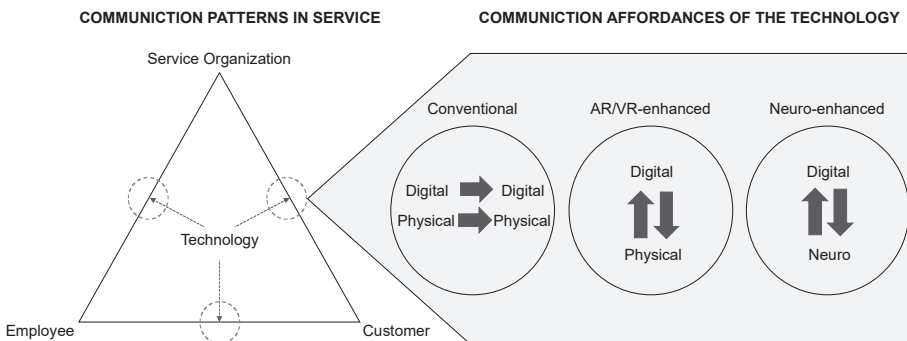 COMMUNICTION PATTERNS IN SERVICE
COMMUNICTION AFFORDANCES OF THE TECHNOLOGY
Service Organization
Technology
Employee
Customer
Conventional
Digital Digital
Physical Physical
AR/VR-enhanced
Digital
Physical
Neuro-enhanced
Digital
Neuro